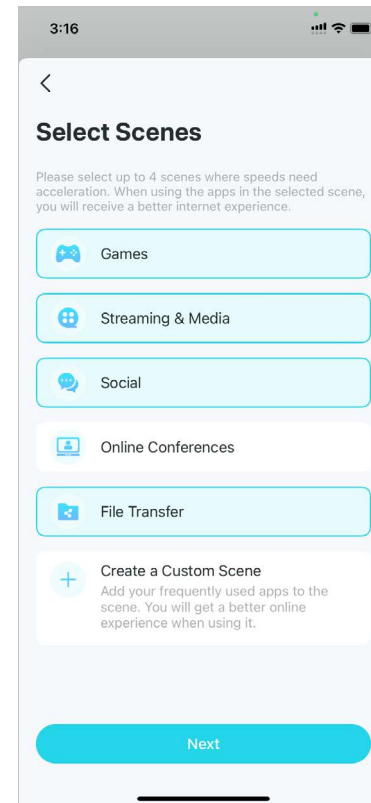 3:16
Select Scenes
Please select up to 4 scenes where speeds need
acceleration. When using the apps in the selected scene,
you will receive a better internet experience.
Games
Streaming & Media
Social
Online Conferences
File Transfer
Create a Custom Scene
Add your frequently used apps to the
scene. You will get a better online
experience when using it.
Next